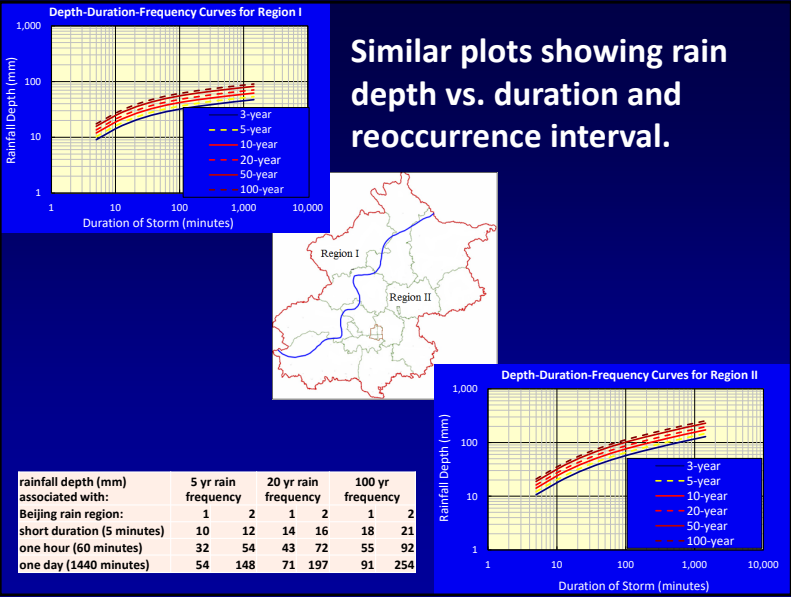 Depth-Duration-Frequency Curves for Region I
1,000
100
10
1
Rainfall Depth (mm)
3-year
5-year
10-year
20-year
50-year
100-year
1 10 100 1,000 10,000
Duration of Storm (minutes)
Similar plots showing rain
depth vs. duration and
reoccurrence interval.
Region I
Region II
rainfall depth (mm) 5 yr rain 20 yr rain 100 yr
associated with: frequency frequency frequency
Beijing rain region: 1 2 1 2 1 2
short duration (5 minutes) 10 12 14 16 18 21
one hour (60 minutes) 32 54 43 72 55 92
one day (1440 minutes) 54 148 71 197 91 254
Depth-Duration-Frequency Curves for Region II
1,000
100
10
1
Rainfall Depth (mm)
3-year
5-year
10-year
20-year
50-year
100-year
1 10 100 1,000 10,000
Duration of Storm (minutes)